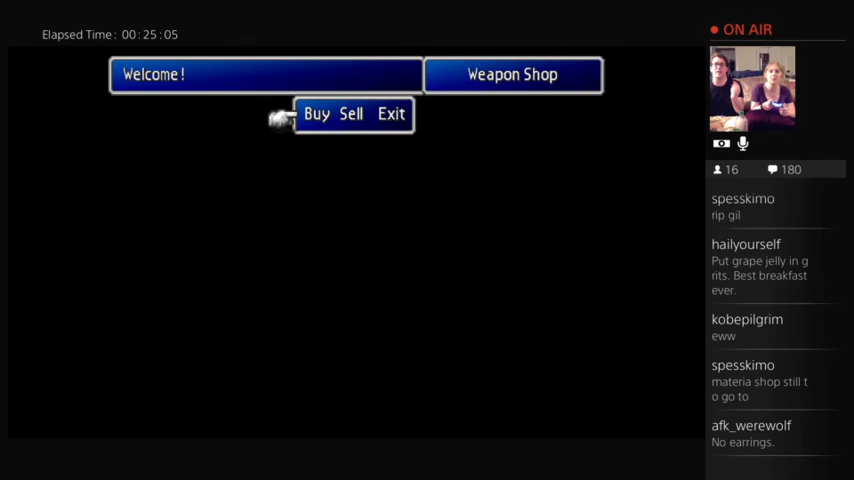 Elapsed Time: 00:25:05
ON AIR
Welcome!
Weapon Shop
Buy Sell Exit
16 180
spesskimo
rip gil
hailyourself
Put grape jelly in g
rits. Best breakfast
ever.
kobepilgrim
eww
spesskimo
materia shop still t
o go to
afk_werewolf
No earrings.